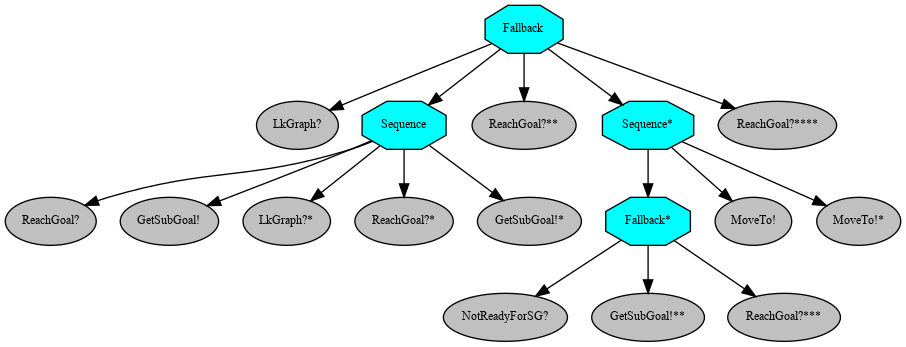 Fallback
LkGraph?
Sequence
ReachGoal?**
Sequence*
ReachGoal?****
ReachGoal?
GetSubGoal!
LkGraph?*
ReachGoal?*
GetSubGoal!*
Fallback*
MoveTo!
MoveTo!*
NotReadyForSG?
GetSubGoal!**
ReachGoal?***